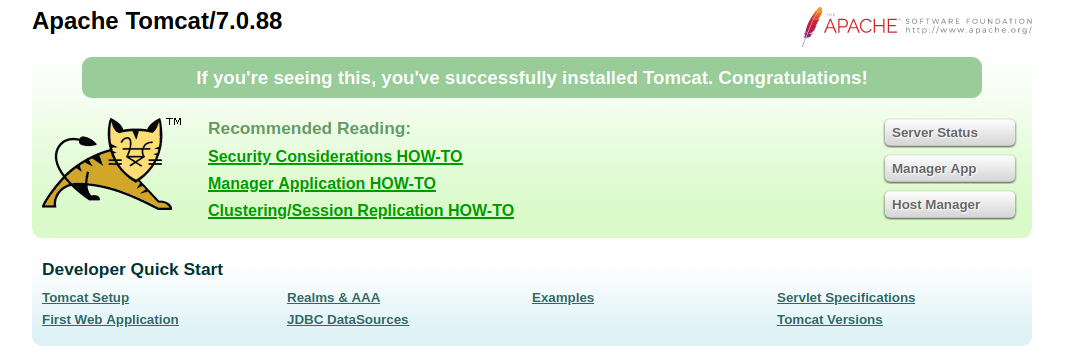 Apache Tomcat/7.0.88
THE
APACHE™ SOFTWARE FOUNDATION
http://www.apache.org/
If you're seeing this, you've successfully installed Tomcat. Congratulations!
TM
Recommended Reading:
Security Considerations HOW-TO
Manager Application HOW-TO
Clustering/Session Replication HOW-TO
Server Status
Manager App
Host Manager
Developer Quick Start
Tomcat Setup
First Web Application
Realms & AAA
JDBC DataSources
Examples
Servlet Specifications
Tomcat Versions